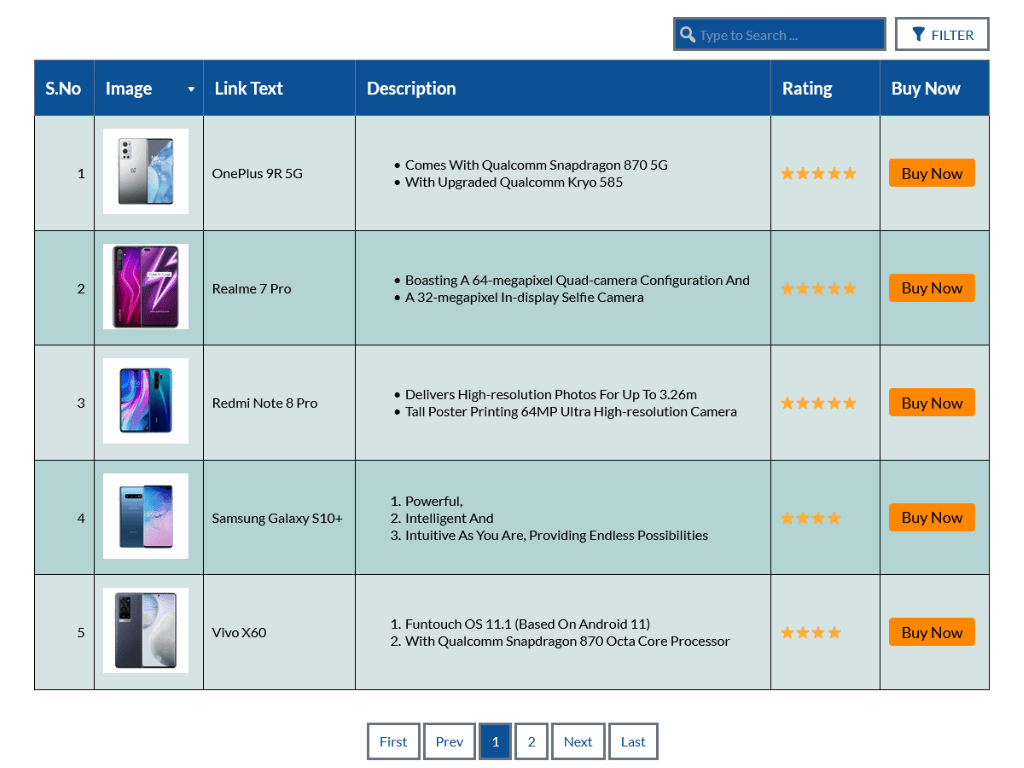 Type to Search ...
FILTER
S.No Image Link Text Description Rating Buy Now
1 OnePlus 9R 5G
• Comes With Qualcomm Snapdragon 870 5G
• With Upgraded Qualcomm Kryo 585
Buy Now
2 Realme 7 Pro
• Boasting A 64-megapixel Quad-camera Configuration And
• A 32-megapixel In-display Selfie Camera
Buy Now
3 Redmi Note 8 Pro
• Delivers High-resolution Photos For Up To 3.26m
• Tall Poster Printing 64MP Ultra High-resolution Camera
Buy Now
4 Samsung Galaxy S10+
1. Powerful,
2. Intelligent And
3. Intuitive As You Are, Providing Endless Possibilities
Buy Now
5 Vivo X60
1. Funtouch OS 11.1 (Based On Android 11)
2. With Qualcomm Snapdragon 870 Octa Core Processor
Buy Now
First Prev 1 2 Next Last